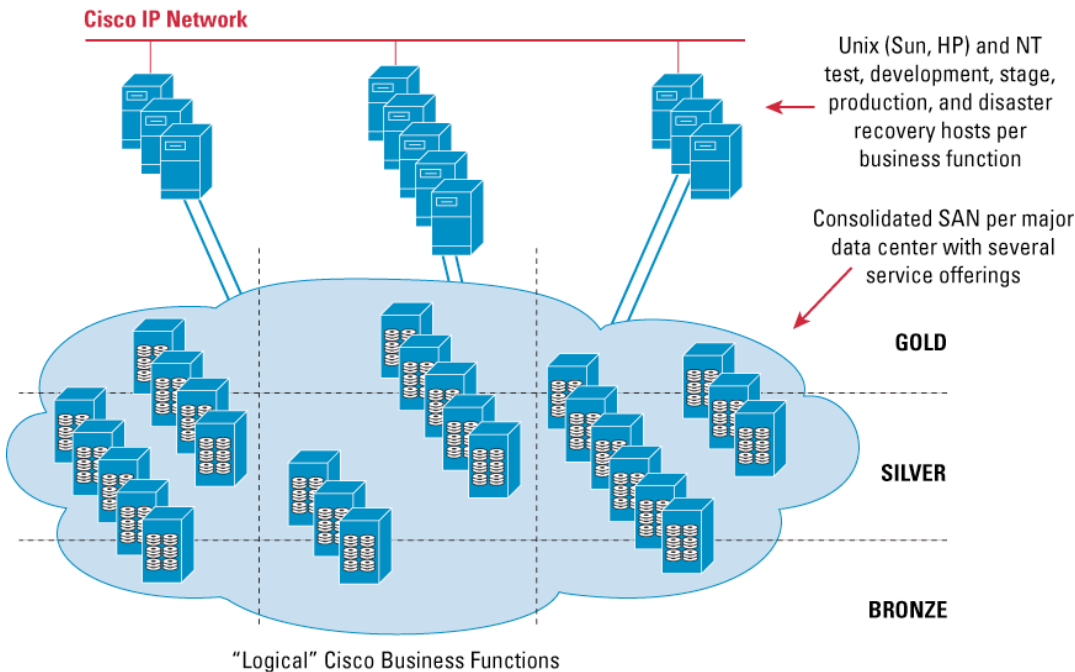 Cisco IP Network
Unix (Sun, HP) and NT
test, development, stage,
production, and disaster
recovery hosts per
business function
Consolidated SAN per major
data center with several
service offerings
GOLD
SILVER
BRONZE
“Logical” Cisco Business Functions